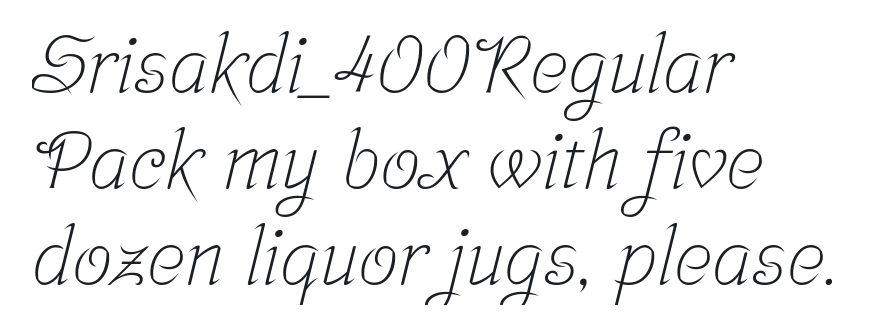 Srisakdi_400Regular
Pack my box with five
dozen liquor jugs, please.